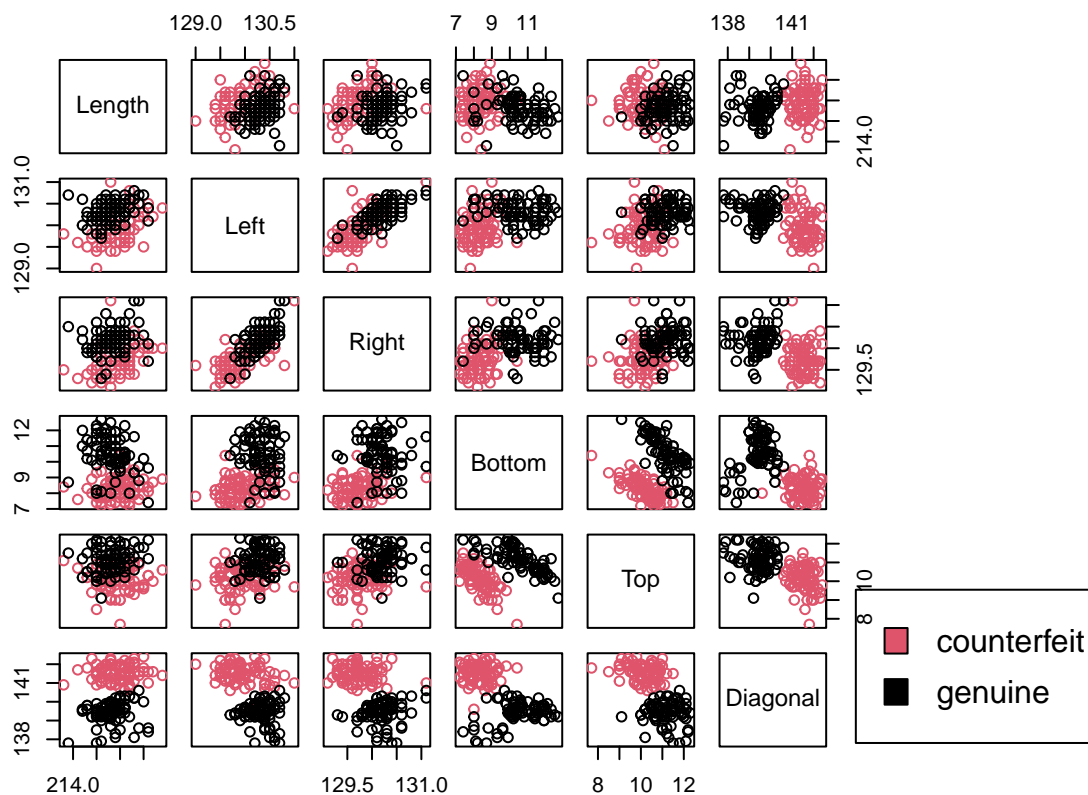 129.0 130.5 7 9 11 138 141
Length
214.0
131.0
129.0
Left
Right
129.5
12
9
7
Bottom
Top
10
8
counterfeit
genuine
141
138
Diagonal
214.0 129.5 131.0 8 10 12